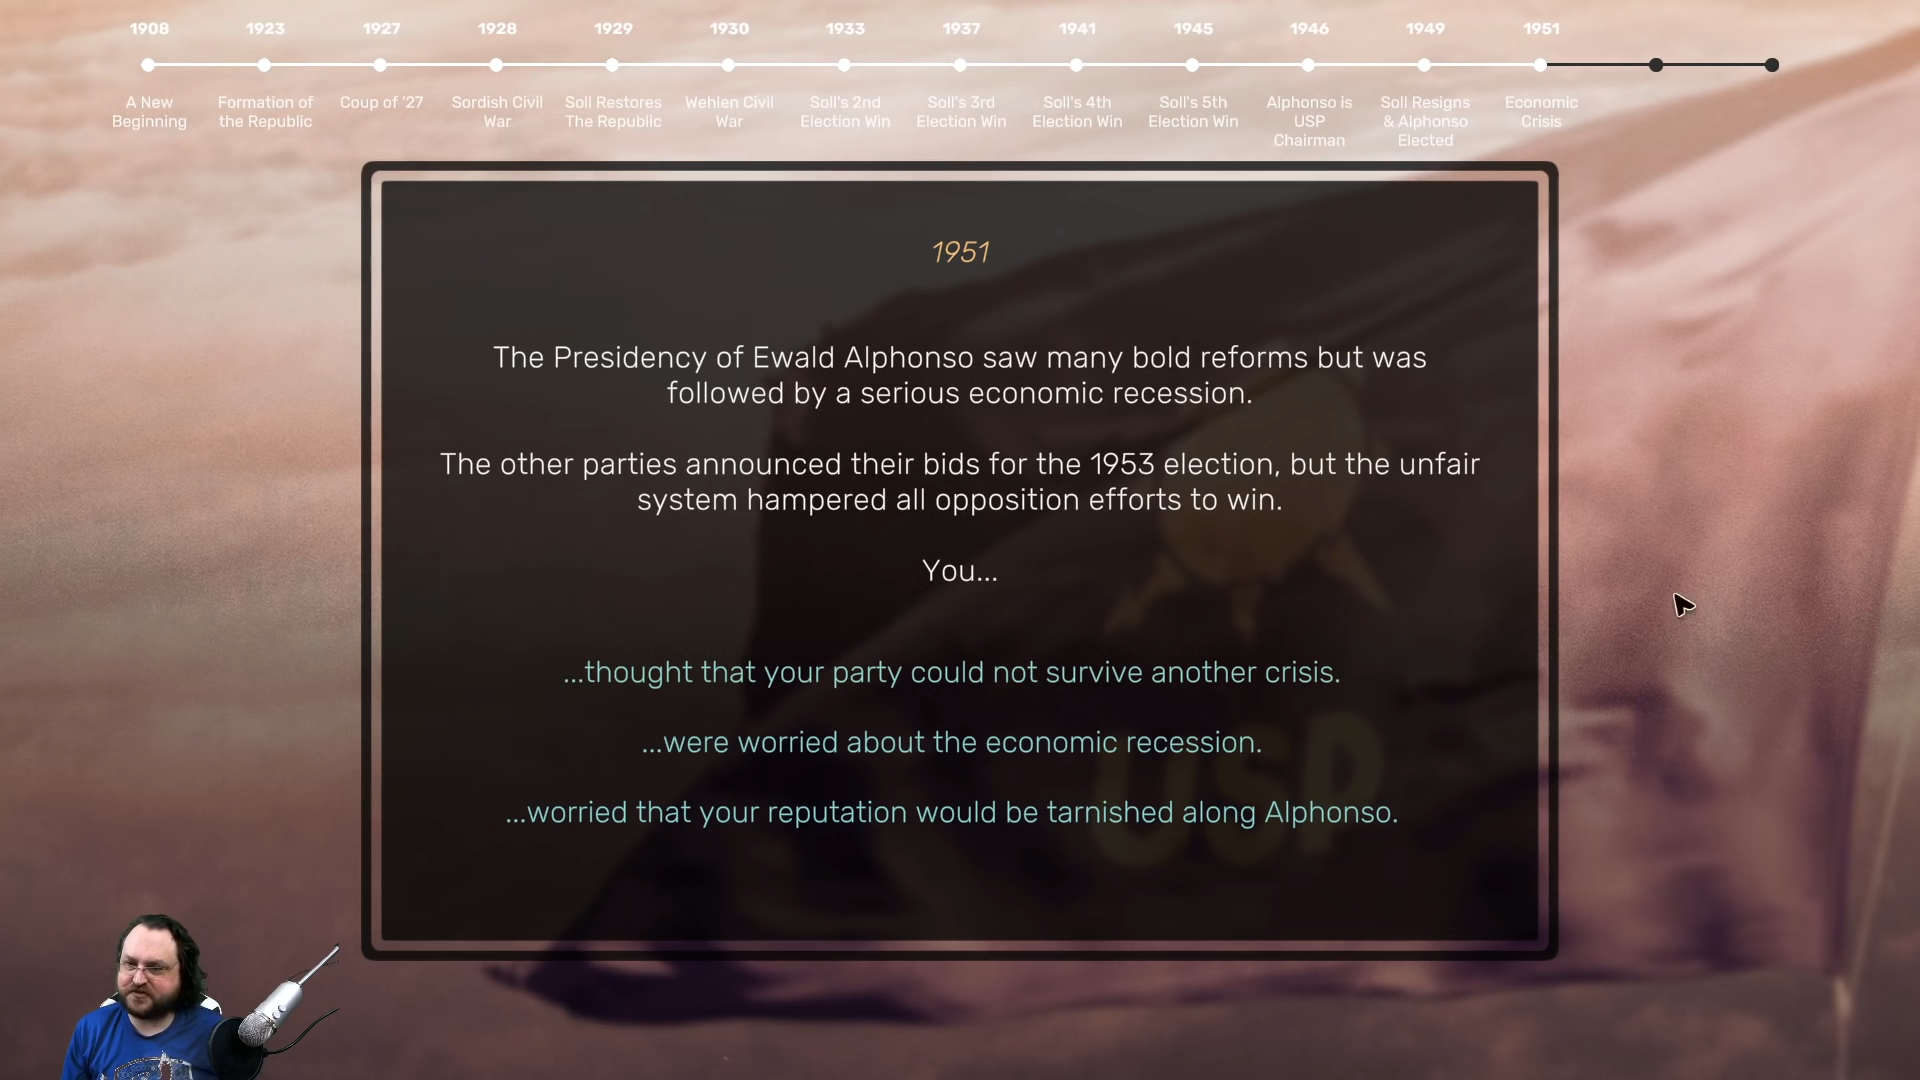 1908 1923 1927 1928 1929 1930 1933 1937 1941 1945 1946 1949 1951
A New Beginning
Formation of the Republic
Coup of '27
Sordish Civil War
Soll Restores The Republic
Wehlen Civil War
Soll's 2nd Election Win
Soll's 3rd Election Win
Soll's 4th Election Win
Soll's 5th Election Win
Alphonso is USP Chairman
Soll Resigns & Alphonso Elected
Economic Crisis
1951
The Presidency of Ewald Alphonso saw many bold reforms but was
followed by a serious economic recession.
The other parties announced their bids for the 1953 election, but the unfair
system hampered all opposition efforts to win.
You...
...thought that your party could not survive another crisis.
...were worried about the economic recession.
...worried that your reputation would be tarnished along Alphonso.
USP